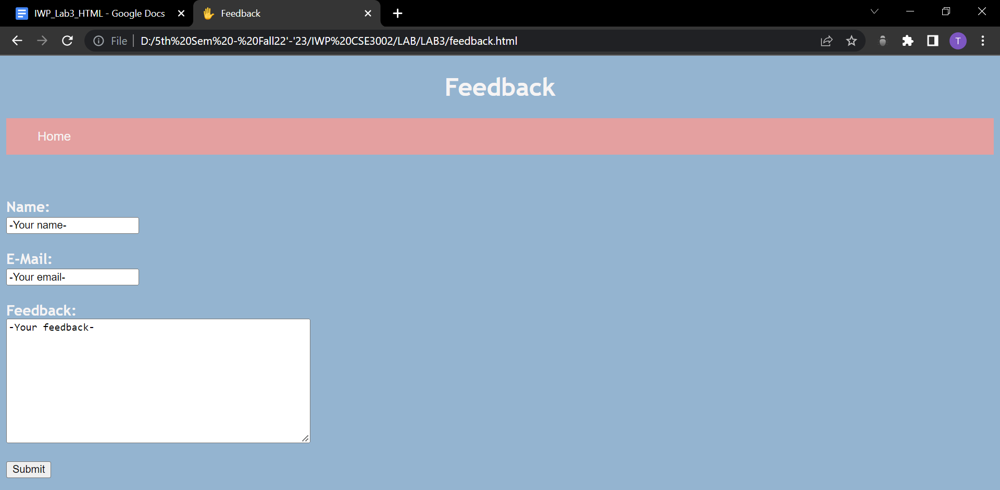 IWP_Lab3_HTML - Google Docs
Feedback
File D:/5th%20Sem%20-%20Fall22'-'23/IWP%20CSE3002/LAB/LAB3/feedback.html
T
Feedback
Home
Name:
-Your name-
E-Mail:
-Your email-
Feedback:
-Your feedback-
Submit